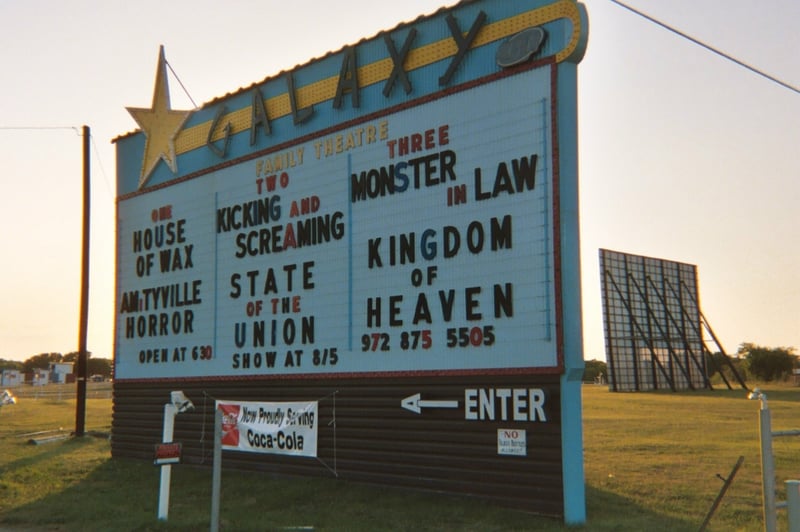 GALAXY
FAMILY THEATRE
ONE
HOUSE
OF WAX
AMITYVILLE
HORROR
OPEN AT 630
TWO
KICKING AND
SCREAMING
STATE
OF THE
UNION
SHOW AT 8/5
THREE
MONSTER
IN LAW
KINGDOM
OF
HEAVEN
972 875 5505
ENTER
NO
Now Proudly Serving
Coca-Cola